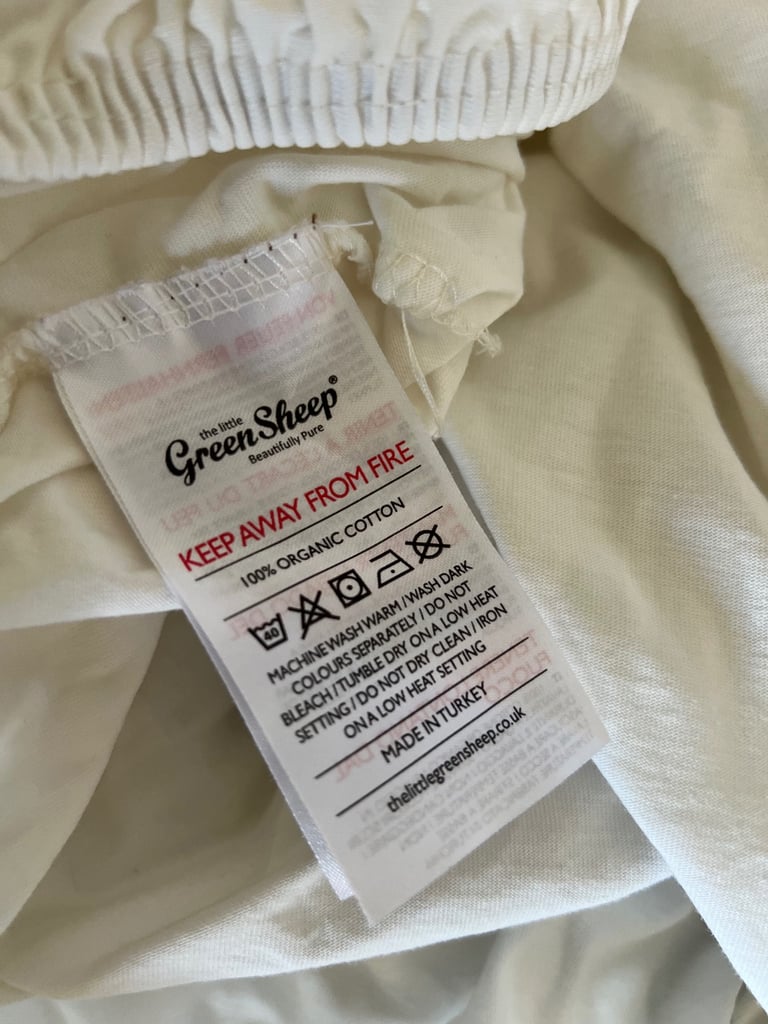 the little
Green Sheep®
Beautifully Pure
KEEP AWAY FROM FIRE
100% ORGANIC COTTON
40
MACHINE WASH WARM / WASH DARK
COLOURS SEPARATELY / DO NOT
BLEACH / TUMBLE DRY ON A LOW HEAT
SETTING / DO NOT DRY CLEAN / IRON
ON A LOW HEAT SETTING
MADE IN TURKEY
thelittlegreensheep.co.uk